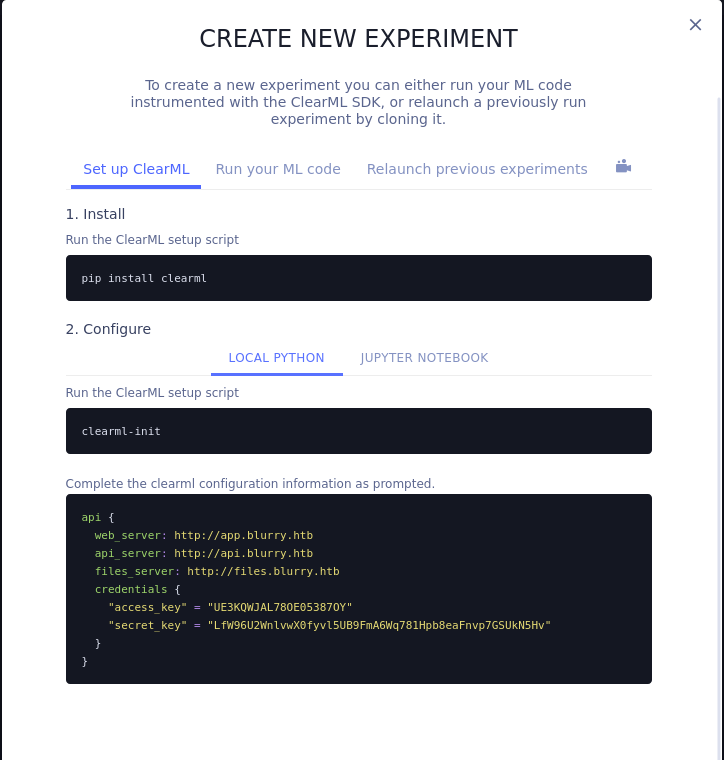 CREATE NEW EXPERIMENT
To create a new experiment you can either run your ML code
instrumented with the ClearML SDK, or relaunch a previously run
experiment by cloning it.
Set up ClearML
Run your ML code
Relaunch previous experiments
1. Install
Run the ClearML setup script
pip install clearml
2. Configure
LOCAL PYTHON
JUPYTER NOTEBOOK
Run the ClearML setup script
clearml-init
Complete the clearml configuration information as prompted.
api {
  web_server: http://app.blurry.htb
  api_server: http://api.blurry.htb
  files_server: http://files.blurry.htb
  credentials {
    "access_key" = "UE3KQWJAL78OE05387OY"
    "secret_key" = "LfW96U2WnlvwX0fyvl5UB9FmA6Wq781Hpb8eaFnvp7GSUkN5Hv"
  }
}